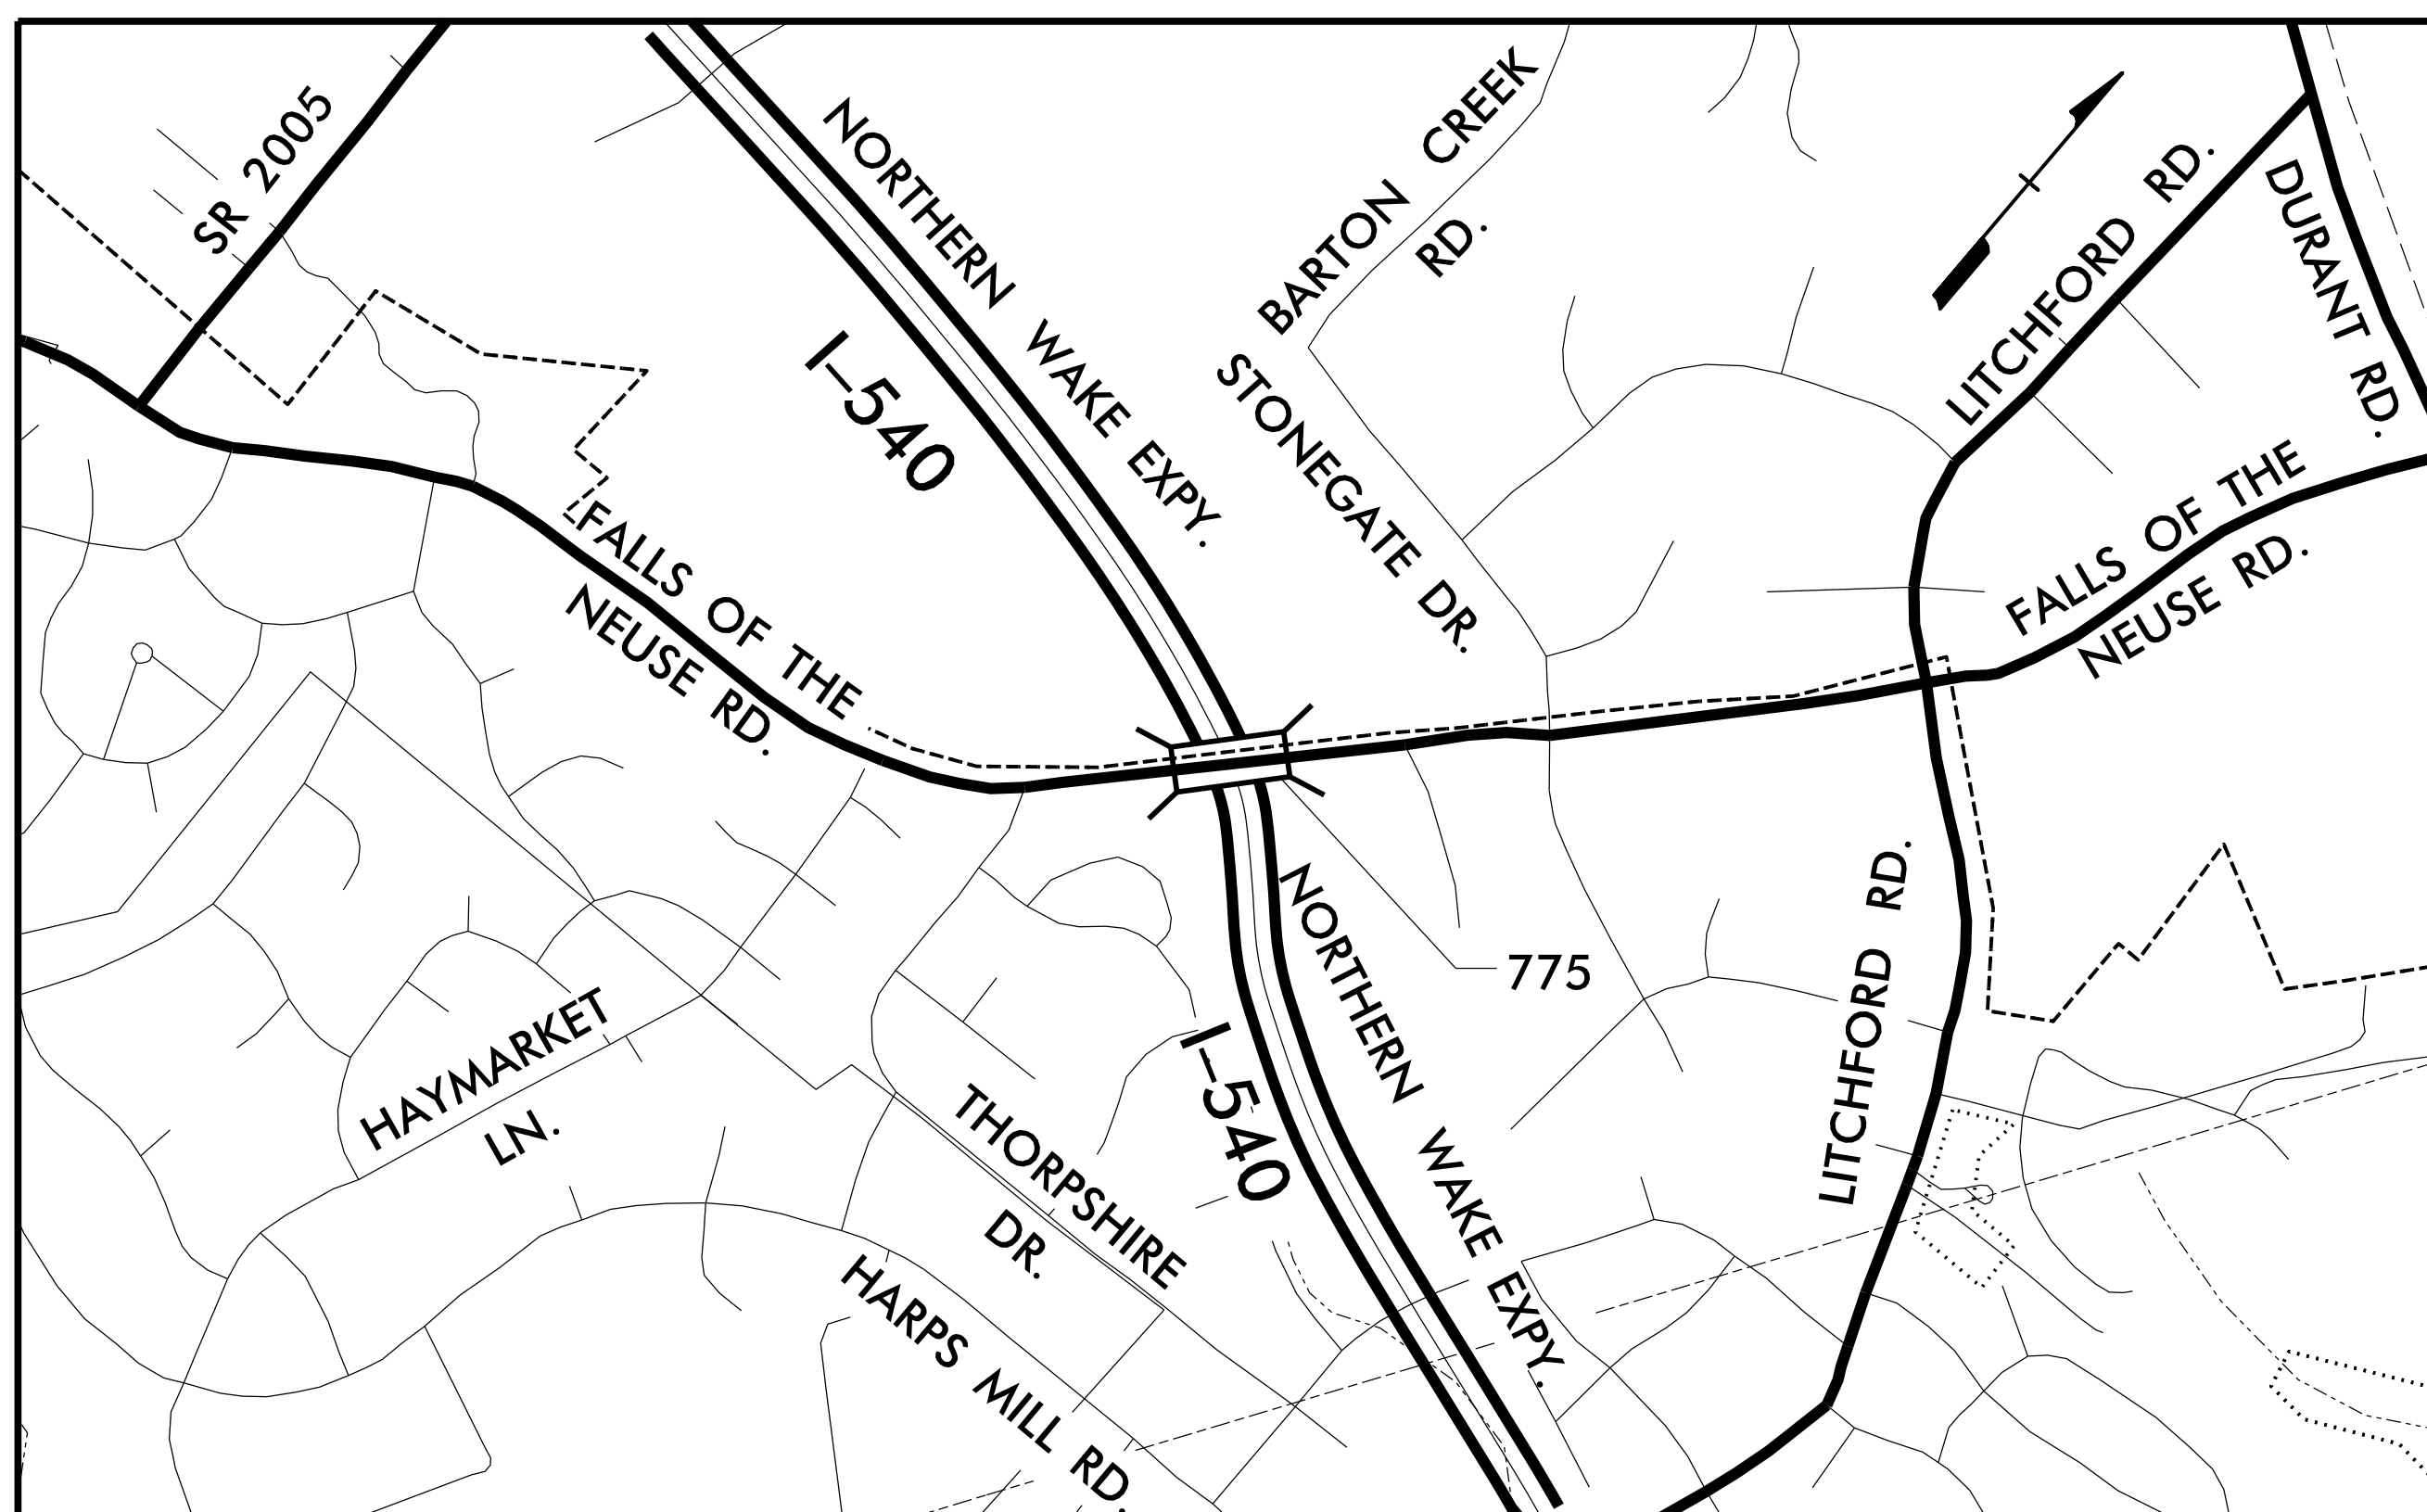 SR 2005
NORTHERN WAKE EXPY.
I-540
BARTON CREEK
RD.
STONEGATE DR.
LITCHFORD RD.
DURANT RD.
FALLS OF THE
NEUSE RD.
FALLS OF THE
NEUSE RD.
775
LITCHFORD RD.
NORTHERN WAKE EXPY.
I-540
HAYMARKET
LN.
THORPSHIRE
DR.
HARPS MILL RD.